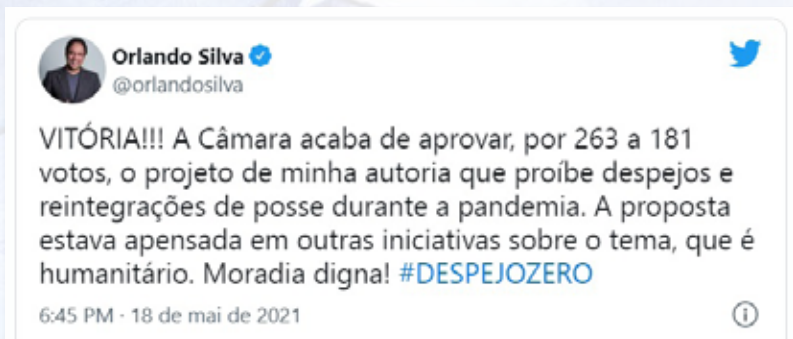 Orlando Silva
@orlandosilva
VITÓRIA!!! A Câmara acaba de aprovar, por 263 a 181
votos, o projeto de minha autoria que proíbe despejos e
reintegrações de posse durante a pandemia. A proposta
estava apensada em outras iniciativas sobre o tema, que é
humanitário. Moradia digna! #DESPEJOZERO
6:45 PM · 18 de mai de 2021